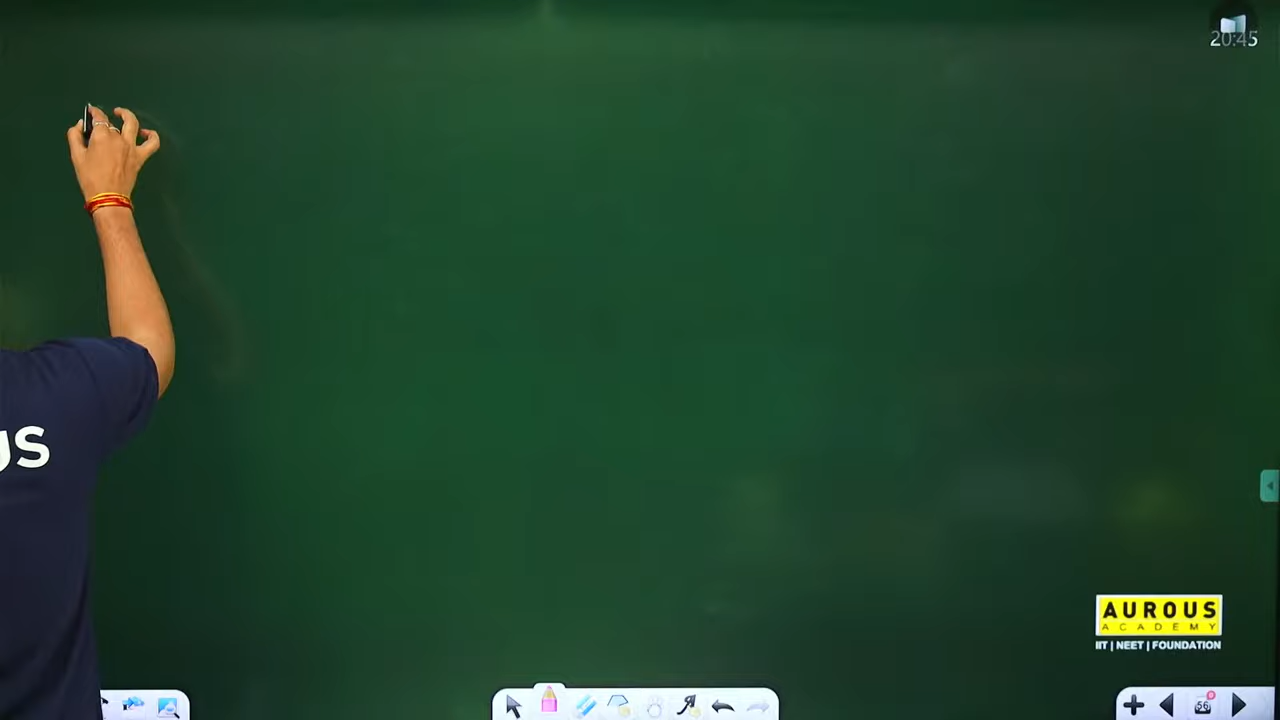 20:45
US
AUROUS
ACADEMY
IIT | NEET | FOUNDATION
56